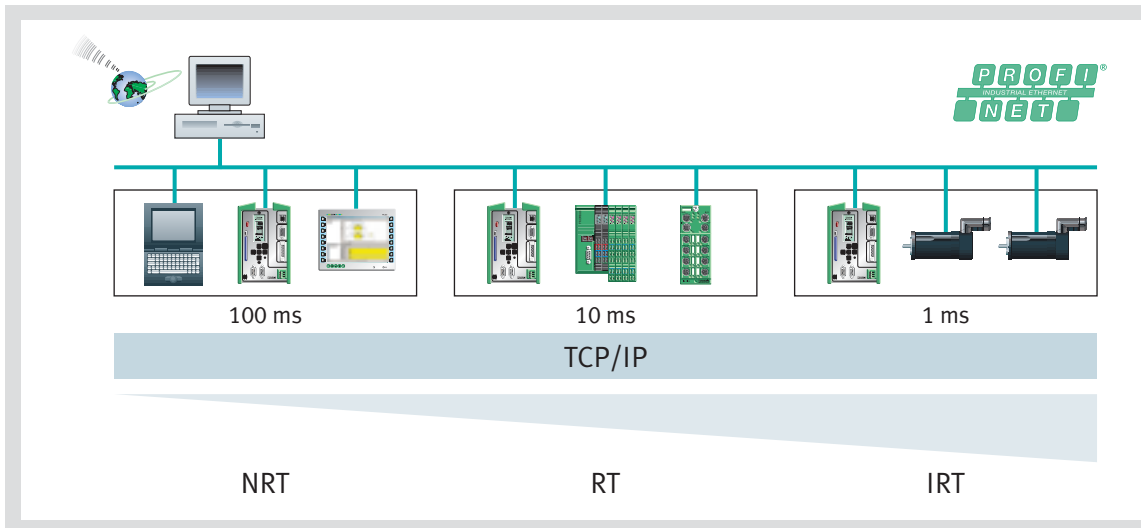 PROFI
INDUSTRIAL ETHERNET
NET
®
100 ms
10 ms
1 ms
TCP/IP
NRT
RT
IRT